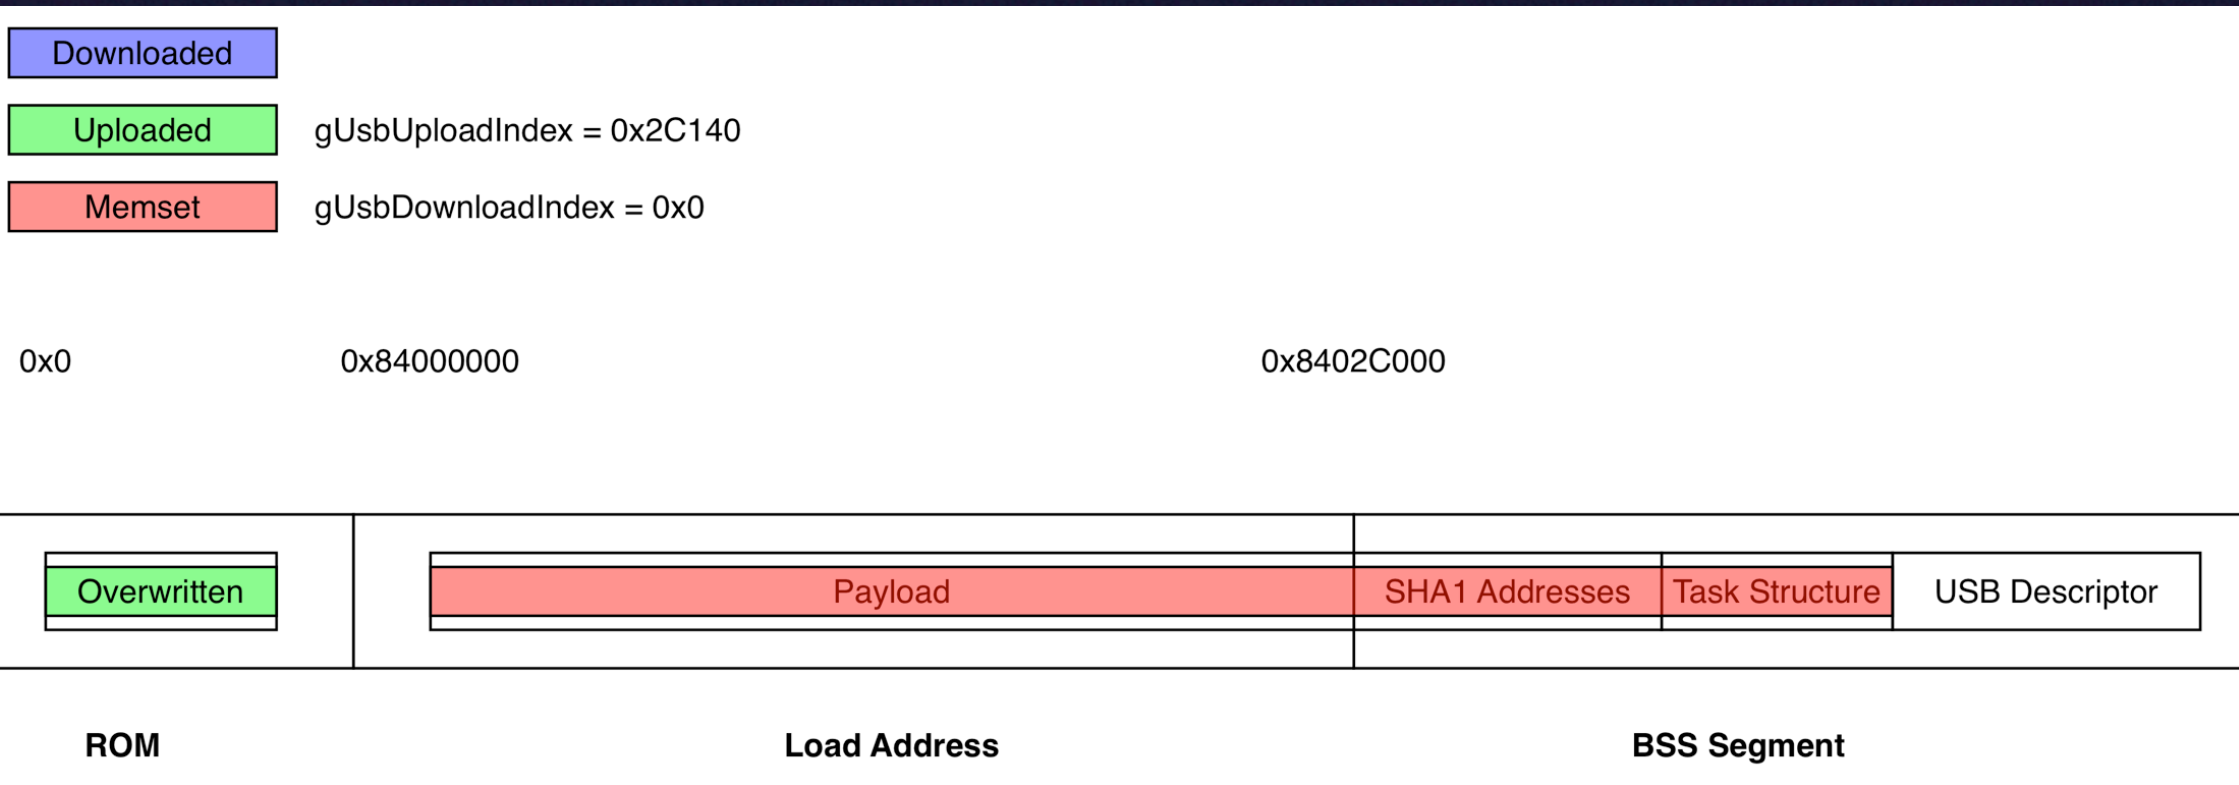 Downloaded
Uploaded gUsbUploadIndex = 0x2C140
Memset gUsbDownloadIndex = 0x0
0x0 0x84000000 0x8402C000
Overwritten Payload SHA1 Addresses Task Structure USB Descriptor
ROM Load Address BSS Segment